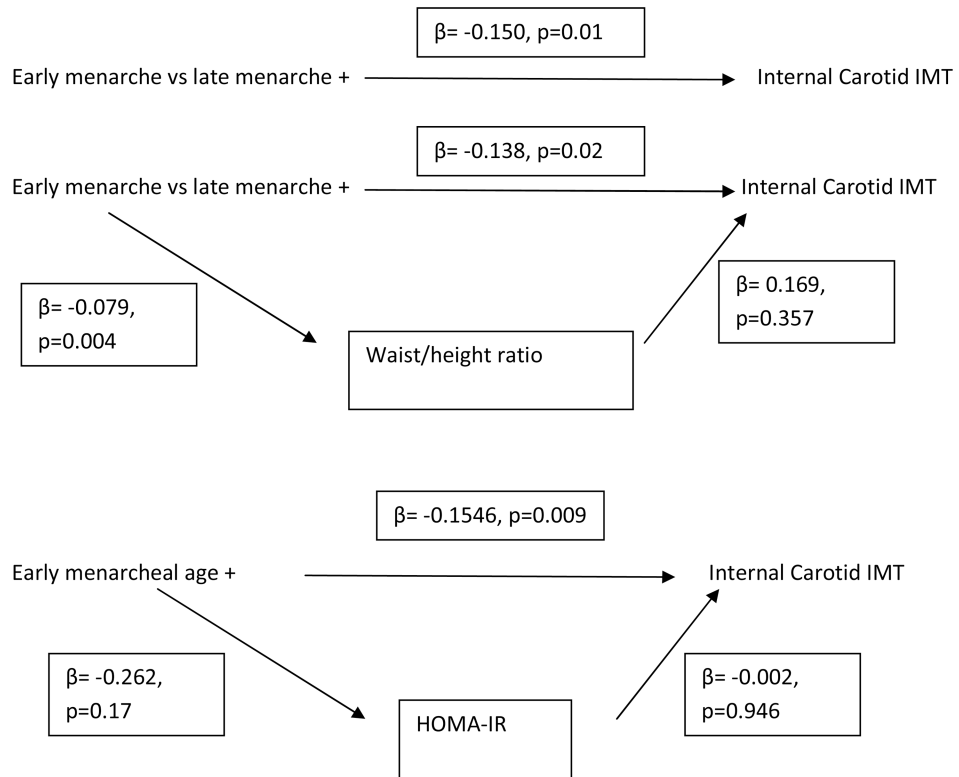 β= -0.150, p=0.01
Early menarche vs late menarche +
Internal Carotid IMT
β= -0.138, p=0.02
Early menarche vs late menarche +
Internal Carotid IMT
β= -0.079,
p=0.004
β= 0.169,
p=0.357
Waist/height ratio
β= -0.1546, p=0.009
Early menarcheal age +
Internal Carotid IMT
β= -0.262,
p=0.17
β= -0.002,
p=0.946
HOMA-IR